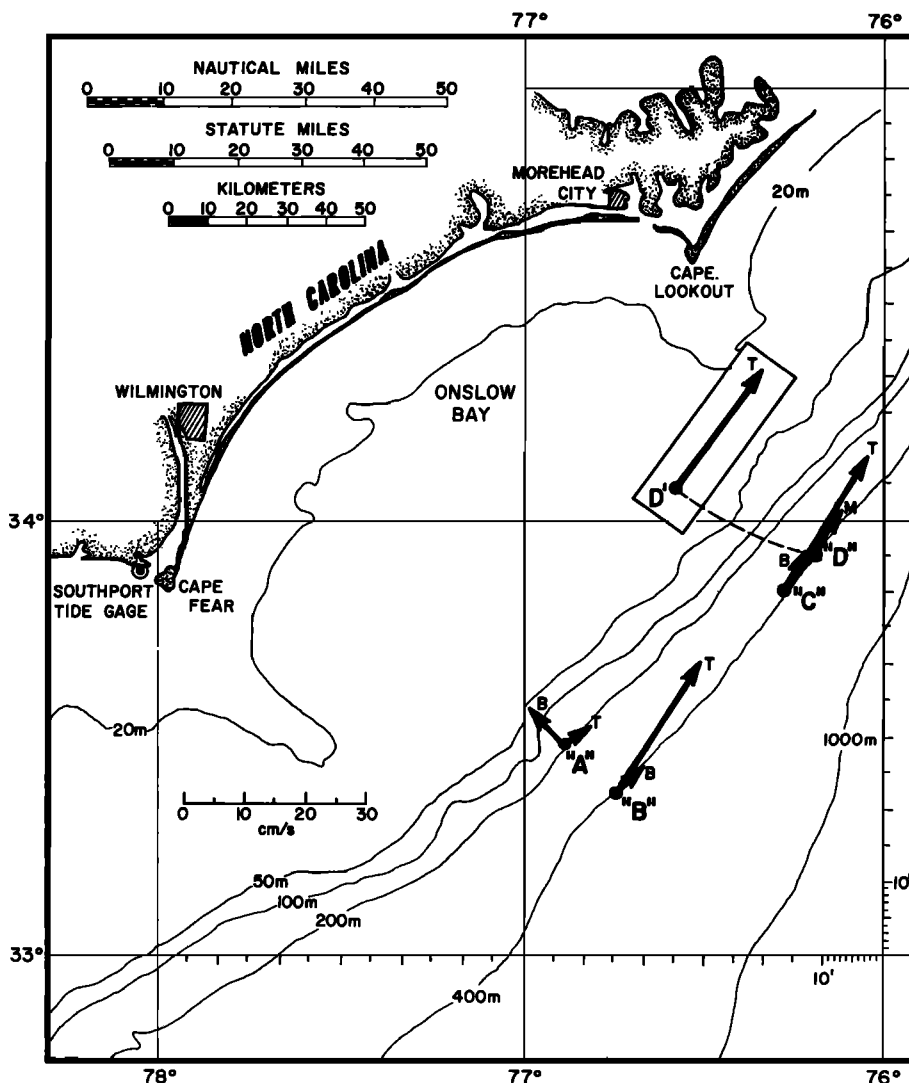 77°
76°
NAUTICAL MILES
0 10 20 30 40 50
STATUTE MILES
0 10 20 30 40 50
KILOMETERS
0 10 20 30 40 50
MOREHEAD
CITY
20m
CAPE.
LOOKOUT
NORTH CAROLINA
WILMINGTON
ONSLOW
BAY
T
D'
T
M
34°
"D"
B
"C"
SOUTHPORT
TIDE GAGE
CAPE
FEAR
T
B
T
20m
"A"
1000m
B
"B"
0 10 20 30
cm/s
50m
100m
200m
10'
33°
10'
400m
78°
77°
76°